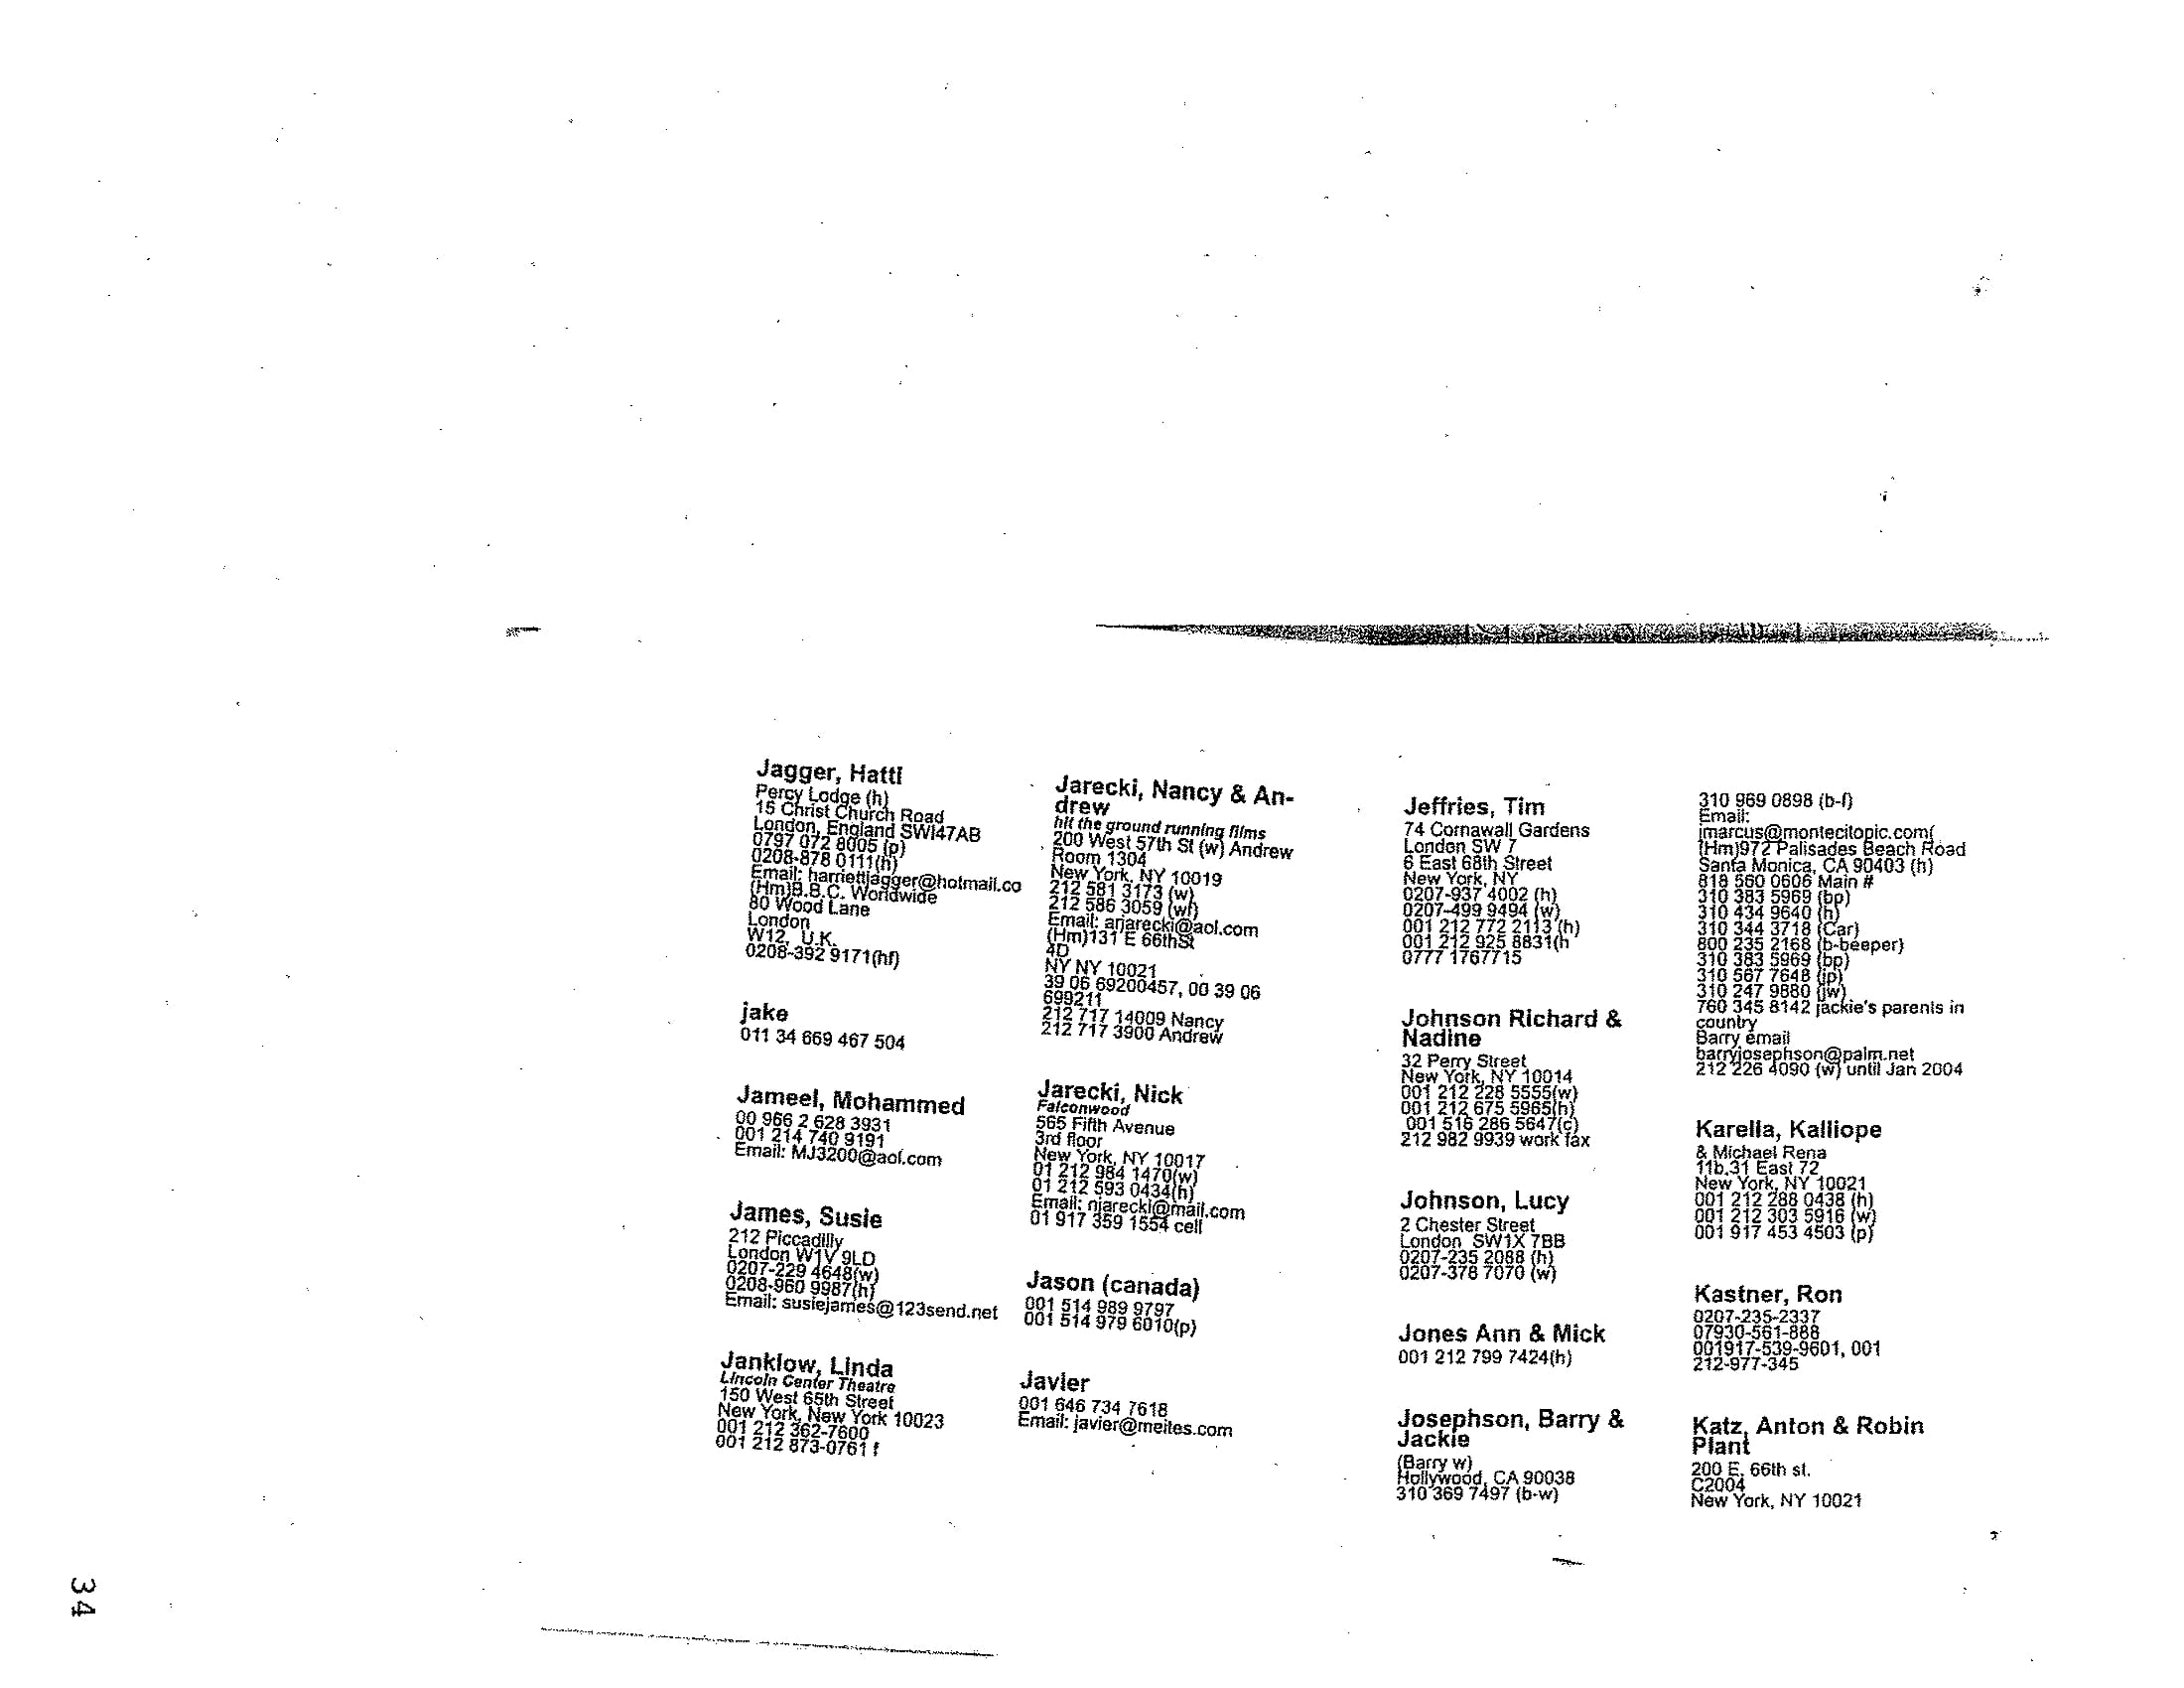 Jagger, Hatti
Percy Lodge (h)
15 Christ Church Road
London, England SWI47AB
0797 072 8005 (p)
0208-878 0111(h)
Email: harriettjagger@hotmail.co
(Hm)B.B.C. Worldwide
80 Wood Lane
London
W12, U.K.
0208-392 9171(hf)
jake
011 34 669 467 504
Jameel, Mohammed
00 966 2 628 3931
001 214 740 9191
Email: MJ3200@aol.com
James, Susie
212 Piccadilly
London W1V 9LD
0207-229 4648(w)
0208-960 9987(h)
Email: susiejames@123send.net
Janklow, Linda
Lincoln Center Theatre
150 West 65th Street
New York, New York 10023
001 212 362-7600
001 212 873-0761 f
Jarecki, Nancy & An-
drew
hit the ground running films
200 West 57th St (w) Andrew
Room 1304
New York, NY 10019
212 581 3173 (w)
212 586 3059 (wf)
Email: arjarecki@aol.com
(Hm)131 E 66thSt
4D
NY NY 10021
39 06 69200457, 00 39 06
699211
212 717 14009 Nancy
212 717 3900 Andrew
Jarecki, Nick
Falconwood
565 Fifth Avenue
3rd floor
New York, NY 10017
01 212 984 1470(w)
01 212 593 0434(h)
Email: njarecki@mail.com
01 917 359 1554 cell
Jason (canada)
001 514 989 9797
001 514 979 6010(p)
Javier
001 646 734 7618
Email: javier@meites.com
Jeffries, Tim
74 Cornawall Gardens
London SW 7
6 East 68th Street
New York, NY
0207-937 4002 (h)
0207-499 9494 (w)
001 212 772 2113 (h)
001 212 925 8831(h
0777 1767715
Johnson Richard &
Nadine
32 Perry Street
New York, NY 10014
001 212 228 5555(w)
001 212 675 5965(h)
001 516 286 5647(c)
212 982 9939 work fax
Johnson, Lucy
2 Chester Street
London SW1X 7BB
0207-235 2088 (h)
0207-378 7070 (w)
Jones Ann & Mick
001 212 799 7424(h)
Josephson, Barry &
Jackie
(Barry w)
Hollywood, CA 90038
310 369 7497 (b-w)
310 969 0898 (b-f)
Email:
jmarcus@montecitopic.com(
(Hm)972 Palisades Beach Road
Santa Monica, CA 90403 (h)
818 560 0606 Main #
310 383 5969 (bp)
310 434 9640 (h)
310 344 3718 (Car)
800 235 2168 (b-beeper)
310 383 5969 (bp)
310 567 7648 (jp)
310 247 9880 (jw)
760 345 8142 jackie's parents in
country
Barry email
barryjosephson@palm.net
212 226 4090 (w) until Jan 2004
Karella, Kalliope
& Michael Rena
11b.31 East 72
New York, NY 10021
001 212 288 0438 (h)
001 212 303 5916 (w)
001 917 453 4503 (p)
Kastner, Ron
0207-235-2337
07930-561-888
001917-539-9601, 001
212-977-345
Katz, Anton & Robin
Plant
200 E. 66th st.
C2004
New York, NY 10021
34